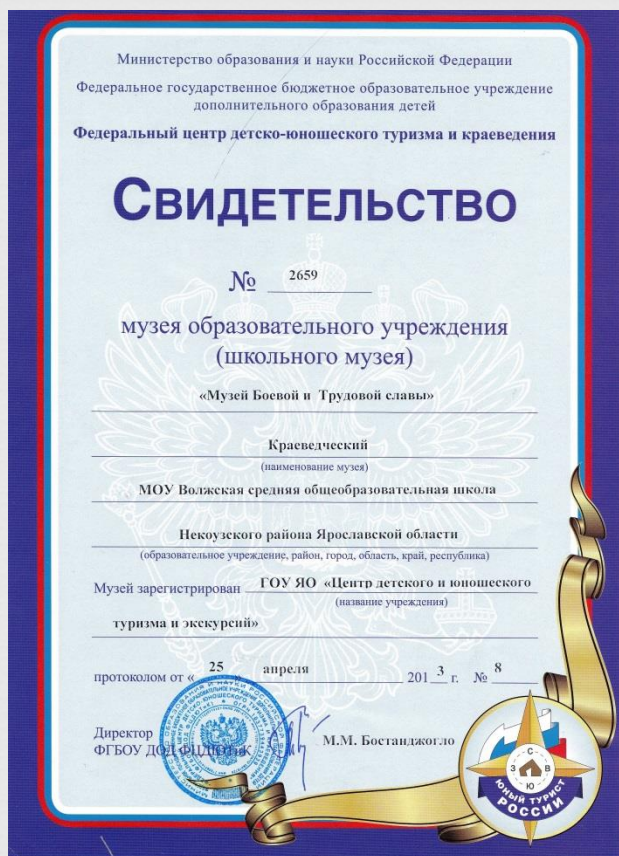 Министерство образования и науки Российской Федерации
Федеральное государственное бюджетное образовательное учреждение
дополнительного образования детей
Федеральный центр детско-юношеского туризма и краеведения
СВИДЕТЕЛЬСТВО
№ 2659
музея образовательного учреждения
(школьного музея)
«Музей Боевой и Трудовой славы»
Краеведческий
(наименование музея)
МОУ Волжская средняя общеобразовательная школа
Некоузского района Ярославской области
(образовательное учреждение, район, город, область, край, республика)
Музей зарегистрирован ГОУ ЯО «Центр детского и юношеского
(название учреждения)
туризма и экскурсий»
протоколом от « 25 » апреля 2013 г. № 8
Директор
ФГБОУ ДОД ФЦДЮТиК М.М. Бостанджогло
С
З В
Ю
ЮНЫЙ ТУРИСТ
РОССИИ